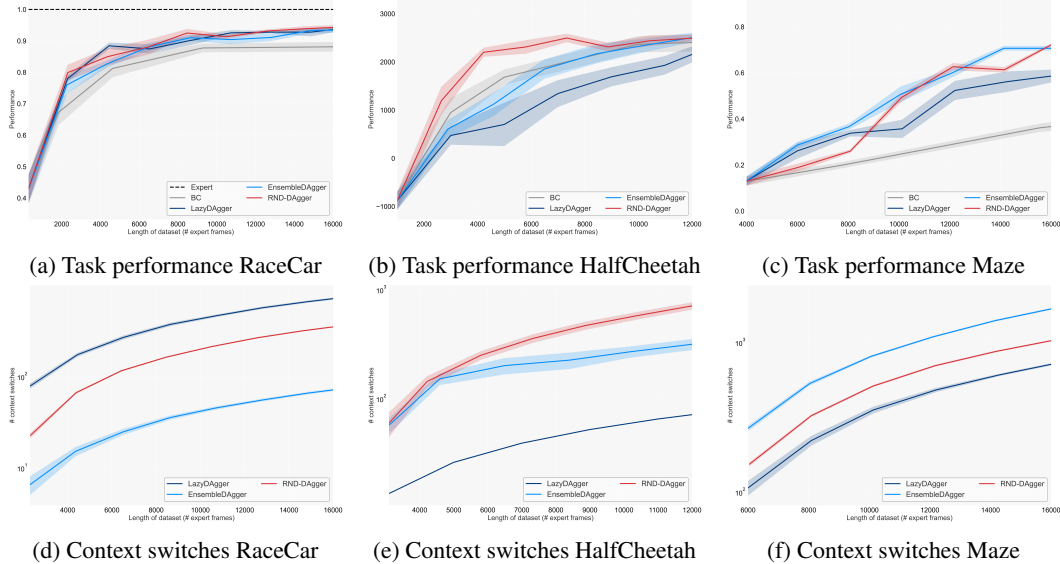 1.0
0.9
0.8
0.7
0.6
0.5
0.4
Performance
2000 4000 6000 8000 10000 12000 14000 16000
Length of dataset (# expert frames)
Expert
BC
LazyDAgger
EnsembleDAgger
RND-DAgger
(a) Task performance RaceCar
3000
2000
1000
0
−1000
Performance
2000 4000 6000 8000 10000 12000
Length of dataset (# expert frames)
BC
LazyDAgger
EnsembleDAgger
RND-DAgger
(b) Task performance HalfCheetah
0.8
0.6
0.4
0.2
0.0
Performance
4000 6000 8000 10000 12000 14000 16000
Length of dataset (# expert frames)
BC
LazyDAgger
EnsembleDAgger
RND-DAgger
(c) Task performance Maze
10²
10¹
# context switches
4000 6000 8000 10000 12000 14000 16000
Length of dataset (# expert frames)
LazyDAgger
EnsembleDAgger
RND-DAgger
(d) Context switches RaceCar
10³
10²
# context switches
4000 5000 6000 7000 8000 9000 10000 11000 12000
Length of dataset (# expert frames)
LazyDAgger
EnsembleDAgger
RND-DAgger
(e) Context switches HalfCheetah
10³
10²
# context switches
6000 8000 10000 12000 14000 16000
Length of dataset (# expert frames)
LazyDAgger
EnsembleDAgger
RND-DAgger
(f) Context switches Maze